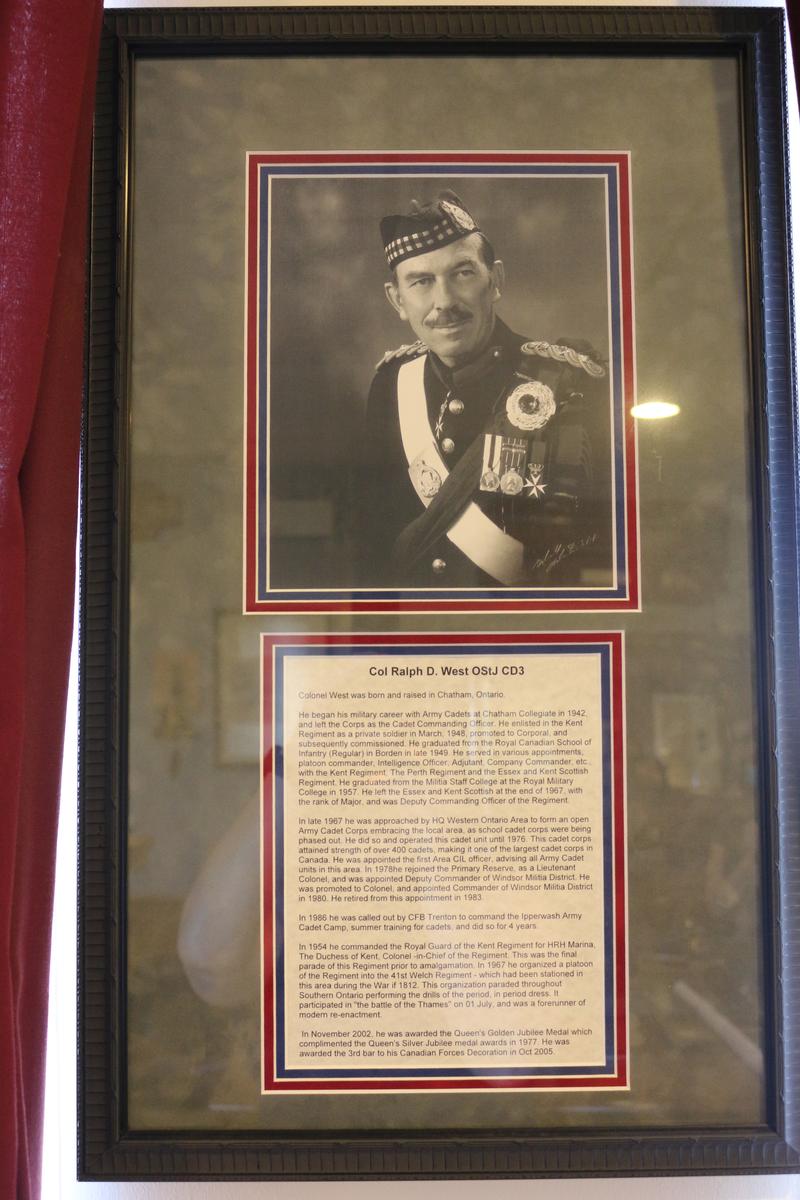 Col Ralph D. West OStJ CD3
Colonel West was born and raised in Chatham, Ontario.
He began his military career with Army Cadets at Chatham Collegiate in 1942,
and left the Corps as the Cadet Commanding Officer. He enlisted in the Kent
Regiment as a private soldier in March, 1948, promoted to Corporal, and
subsequently commissioned. He graduated from the Royal Canadian School of
Infantry (Regular) in Borden in late 1949. He served in various appointments,
platoon commander, Intelligence Officer, Adjutant, Company Commander, etc.,
with the Kent Regiment, The Perth Regiment and the Essex and Kent Scottish
Regiment. He graduated from the Militia Staff College at the Royal Military
College in 1957. He left the Essex and Kent Scottish at the end of 1967, with
the rank of Major, and was Deputy Commanding Officer of the Regiment.
In late 1967 he was approached by HQ Western Ontario Area to form an open
Army Cadet Corps embracing the local area, as school cadet corps were being
phased out. He did so and operated this cadet unit until 1976. This cadet corps
attained strength of over 400 cadets, making it one of the largest cadet corps in
Canada. He was appointed the first Area CIL officer, advising all Army Cadet
units in this area. In 1978he rejoined the Primary Reserve, as a Lieutenant
Colonel, and was appointed Deputy Commander of Windsor Militia District. He
was promoted to Colonel, and appointed Commander of Windsor Militia District
in 1980. He retired from this appointment in 1983.
In 1986 he was called out by CFB Trenton to command the Ipperwash Army
Cadet Camp, summer training for cadets, and did so for 4 years.
In 1954 he commanded the Royal Guard of the Kent Regiment for HRH Marina,
The Duchess of Kent, Colonel -in-Chief of the Regiment. This was the final
parade of this Regiment prior to amalgamation. In 1967 he organized a platoon
of the Regiment into the 41st Welch Regiment - which had been stationed in
this area during the War if 1812. This organization paraded throughout
Southern Ontario performing the drills of the period, in period dress. It
participated in "the battle of the Thames" on 01 July, and was a forerunner of
modern re-enactment.
In November 2002, he was awarded the Queen's Golden Jubilee Medal which
complimented the Queen's Silver Jubilee medal awards in 1977. He was
awarded the 3rd bar to his Canadian Forces Decoration in Oct 2005.